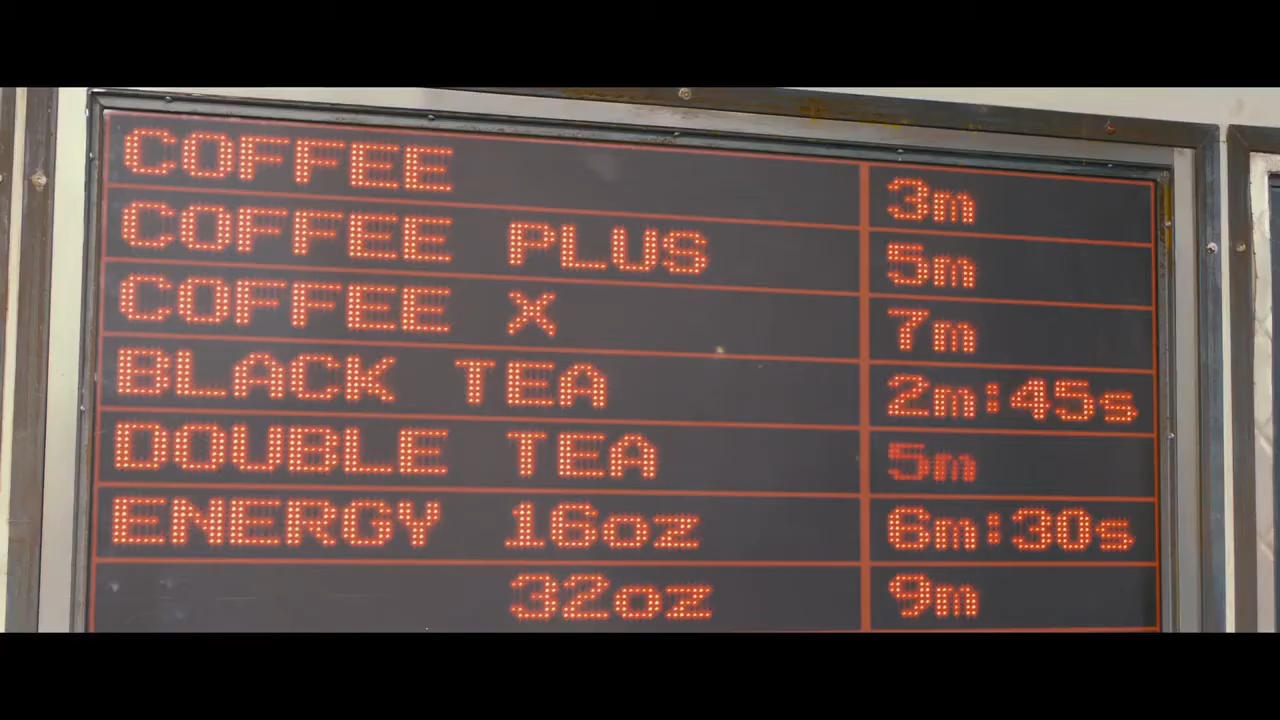 COFFEE 3m
COFFEE PLUS 5m
COFFEE X 7m
BLACK TEA 2m:45s
DOUBLE TEA 5m
ENERGY 16oz 6m:30s
32oz 9m